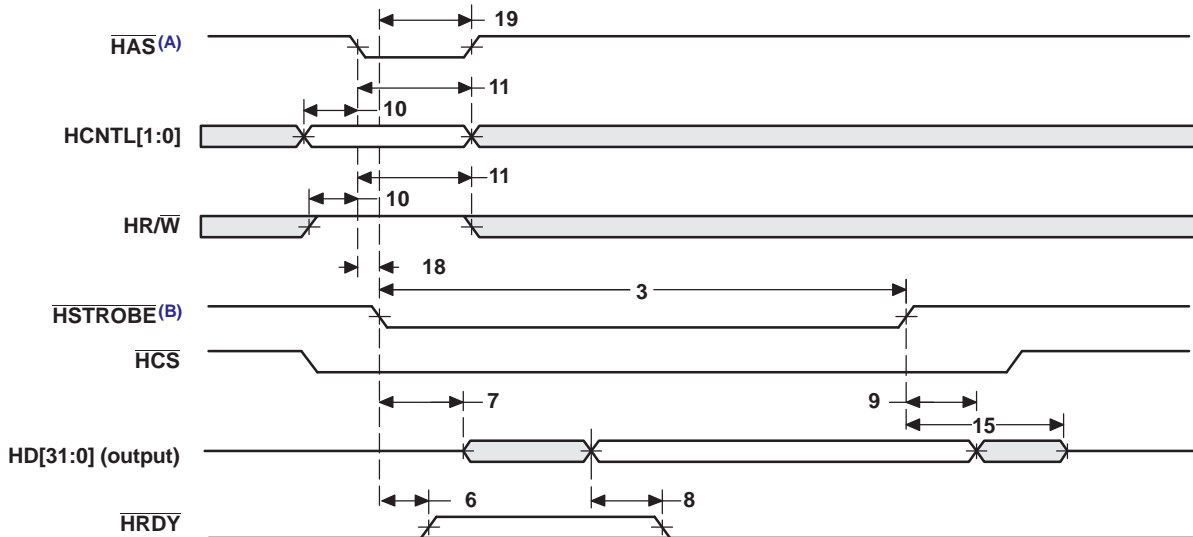 19
HAS(A)
11
10
HCNTL[1:0]
11
10
HR/W
18
3
HSTROBE(B)
HCS
7
9
15
HD[31:0] (output)
6
8
HRDY